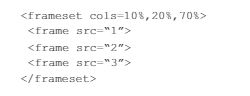 <frameset cols=10%,20%,70%>
<frame src=“1”>
<frame src=“2”>
<frame src=“3”>
</frameset>